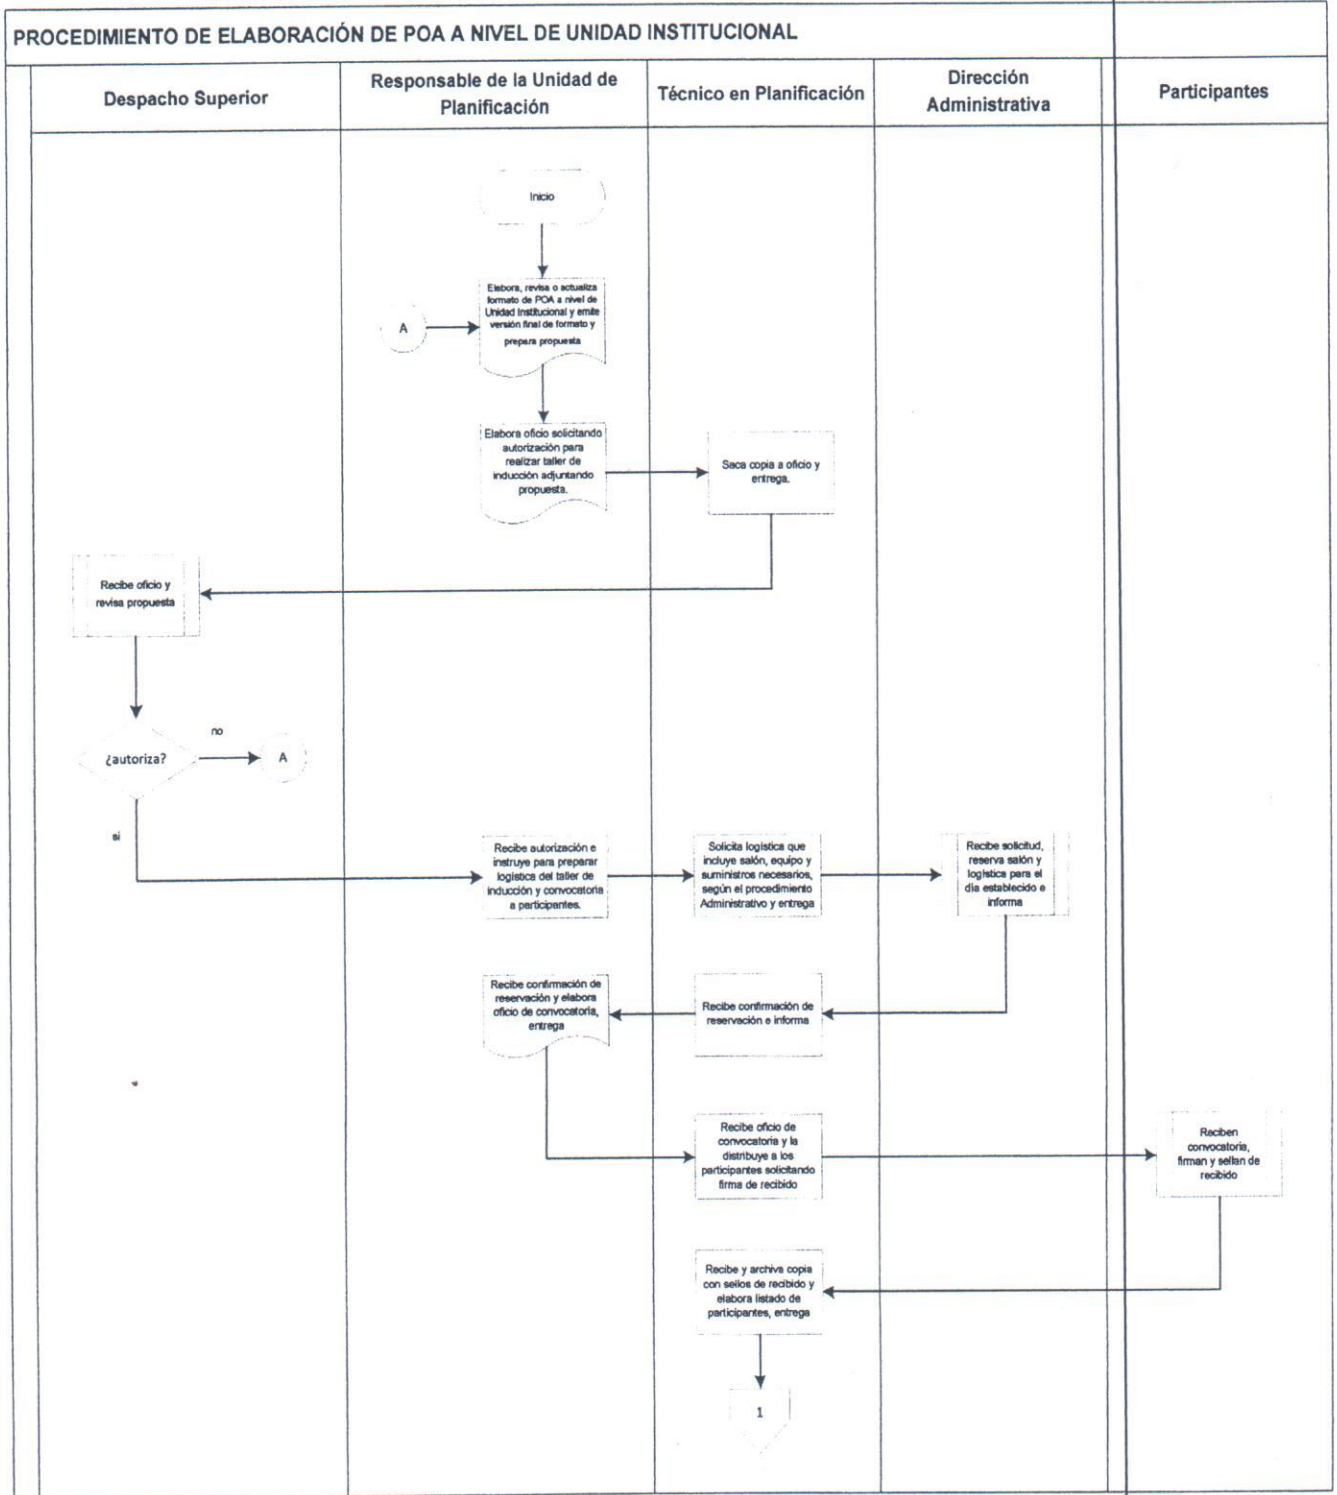 PROCEDIMIENTO DE ELABORACIÓN DE POA A NIVEL DE UNIDAD INSTITUCIONAL
Despacho Superior
Responsable de la Unidad de
Planificación
Técnico en Planificación
Dirección
Administrativa
Participantes
Inicio
Elabora, revisa o actualiza
formato de POA a nivel de
Unidad Institucional y emite
versión final de formato y
prepara propuesta
A
Elabora oficio solicitando
autorización para
realizar taller de
inducción adjuntando
propuesta.
Saca copia a oficio y
entrega.
Recibe oficio y
revisa propuesta
¿autoriza?
no
A
si
Recibe autorización e
instruye para preparar
logística del taller de
inducción y convocatoria
a participantes.
Solicita logística que
incluye salón, equipo y
suministros necesarios,
según el procedimiento
Administrativo y entrega
Recibe solicitud,
reserva salón y
logística para el
día establecido e
informa
Recibe confirmación de
reservación y elabora
oficio de convocatoria,
entrega
Recibe confirmación de
reservación e informa
Recibe oficio de
convocatoria y la
distribuye a los
participantes solicitando
firma de recibido
Reciben
convocatoria,
firman y sellan de
recibido
Recibe y archiva copia
con sellos de recibido y
elabora listado de
participantes, entrega
1